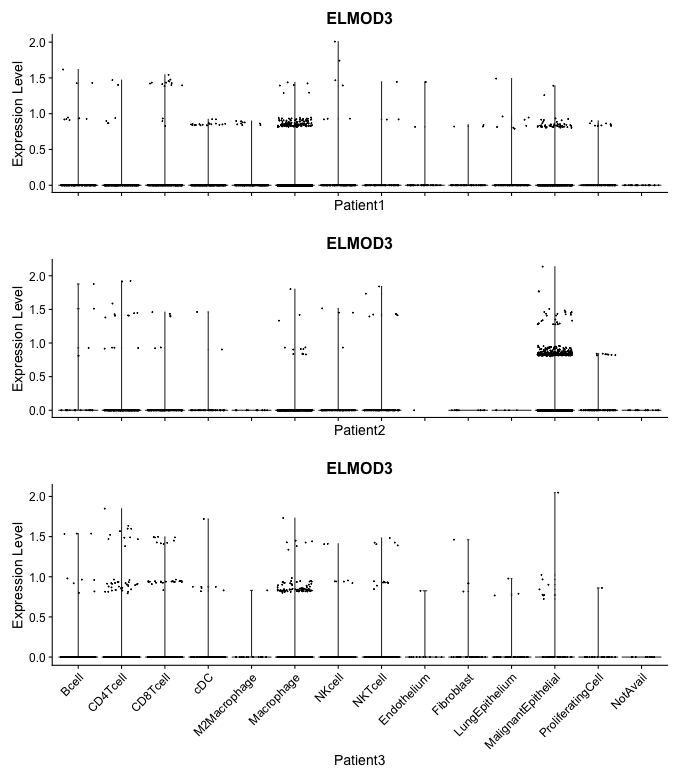 ELMOD3
Expression Level
2.0
1.5
1.0
0.5
0.0
Patient1
ELMOD3
Expression Level
2.0
1.5
1.0
0.5
0.0
Patient2
ELMOD3
Expression Level
2.0
1.5
1.0
0.5
0.0
Bcell
CD4Tcell
CD8Tcell
cDC
M2Macrophage
Macrophage
NKcell
NKTcell
Endothelium
Fibroblast
LungEpithelium
MalignantEpithelial
ProliferatingCell
NotAvail
Patient3